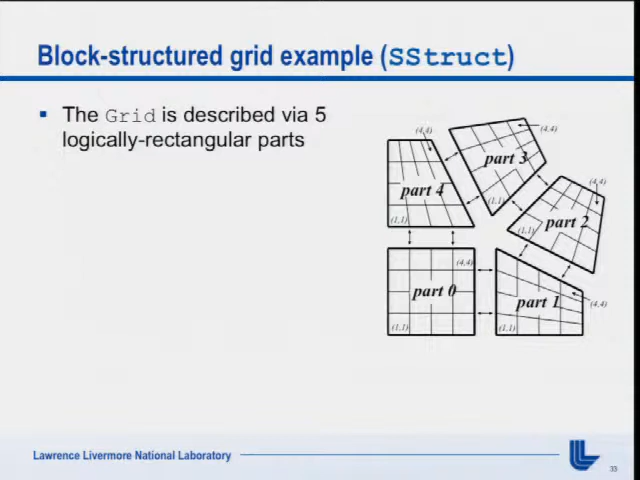 Block-structured grid example (SStruct)
▪ The Grid is described via 5
logically-rectangular parts
(4,4)
(4,4)
part 3
(4,4)
part 4
(1,1)
part 2
(1,1)
(1,1)
(4,4)
part 0
part 1
(4,4)
(1,1)
(1,1)
Lawrence Livermore National Laboratory
33